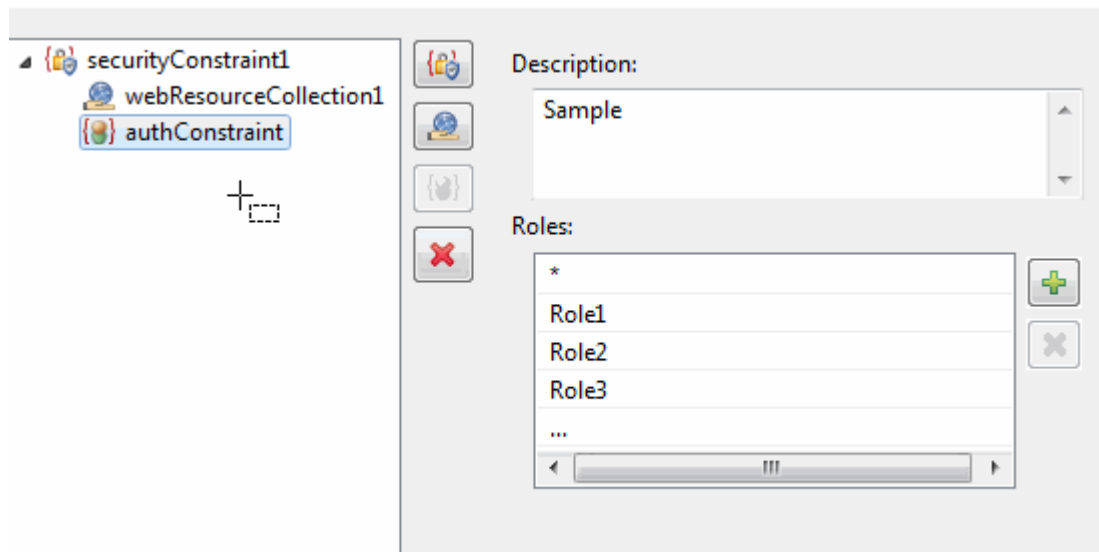 securityConstraint1
webResourceCollection1
authConstraint
Description:
Sample
Roles:
*
Role1
Role2
Role3
...